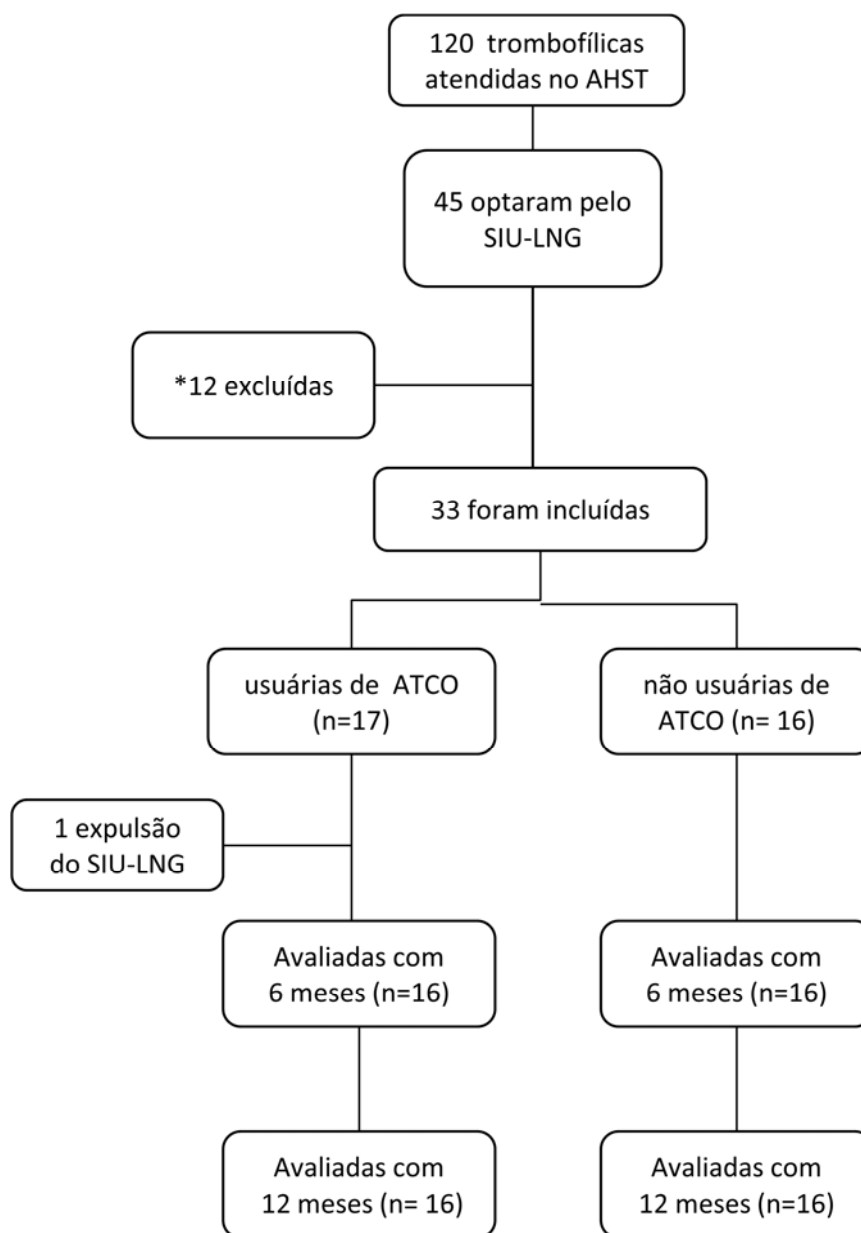 120 trombofílicas
atendidas no AHST
45 optaram pelo
SIU-LNG
*12 excluídas
33 foram incluídas
usuárias de ATCO
(n=17)
não usuárias de
ATCO (n= 16)
1 expulsão
do SIU-LNG
Avaliadas com
6 meses (n=16)
Avaliadas com
6 meses (n=16)
Avaliadas com
12 meses (n= 16)
Avaliadas com
12 meses (n=16)